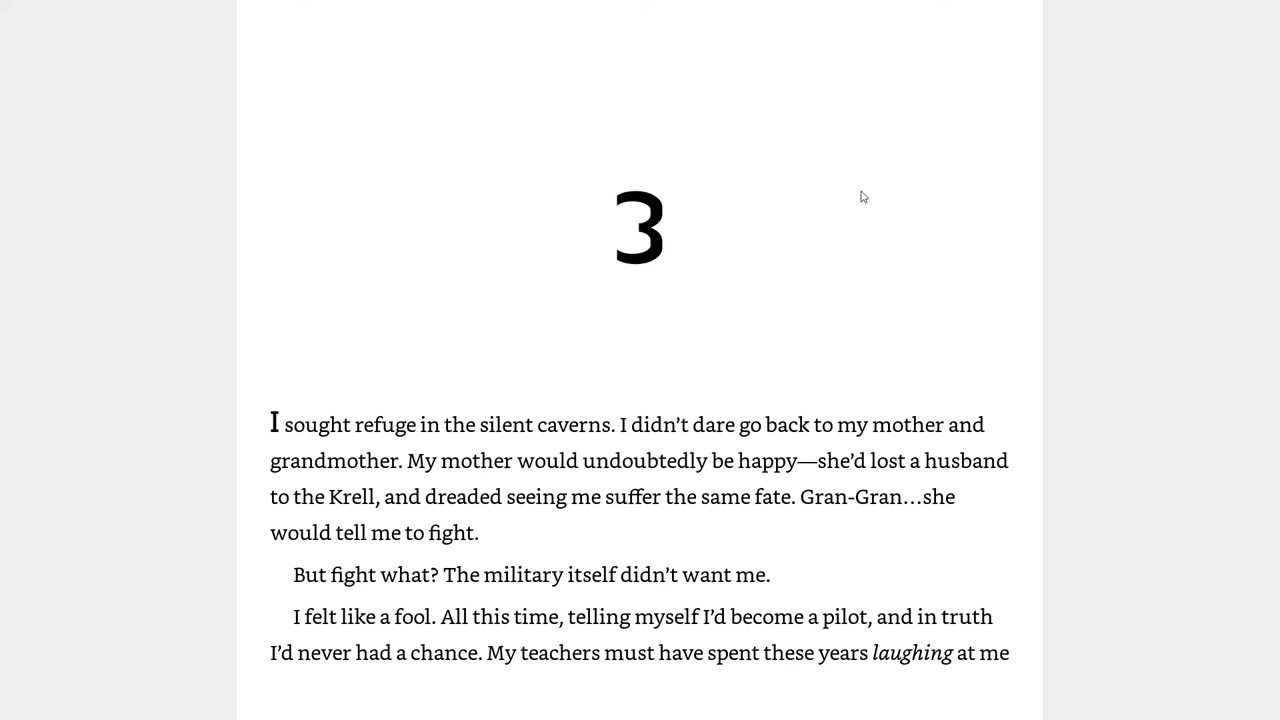 3
I sought refuge in the silent caverns. I didn’t dare go back to my mother and
grandmother. My mother would undoubtedly be happy—she’d lost a husband
to the Krell, and dreaded seeing me suffer the same fate. Gran-Gran…she
would tell me to fight.
But fight what? The military itself didn’t want me.
I felt like a fool. All this time, telling myself I’d become a pilot, and in truth
I’d never had a chance. My teachers must have spent these years laughing at me